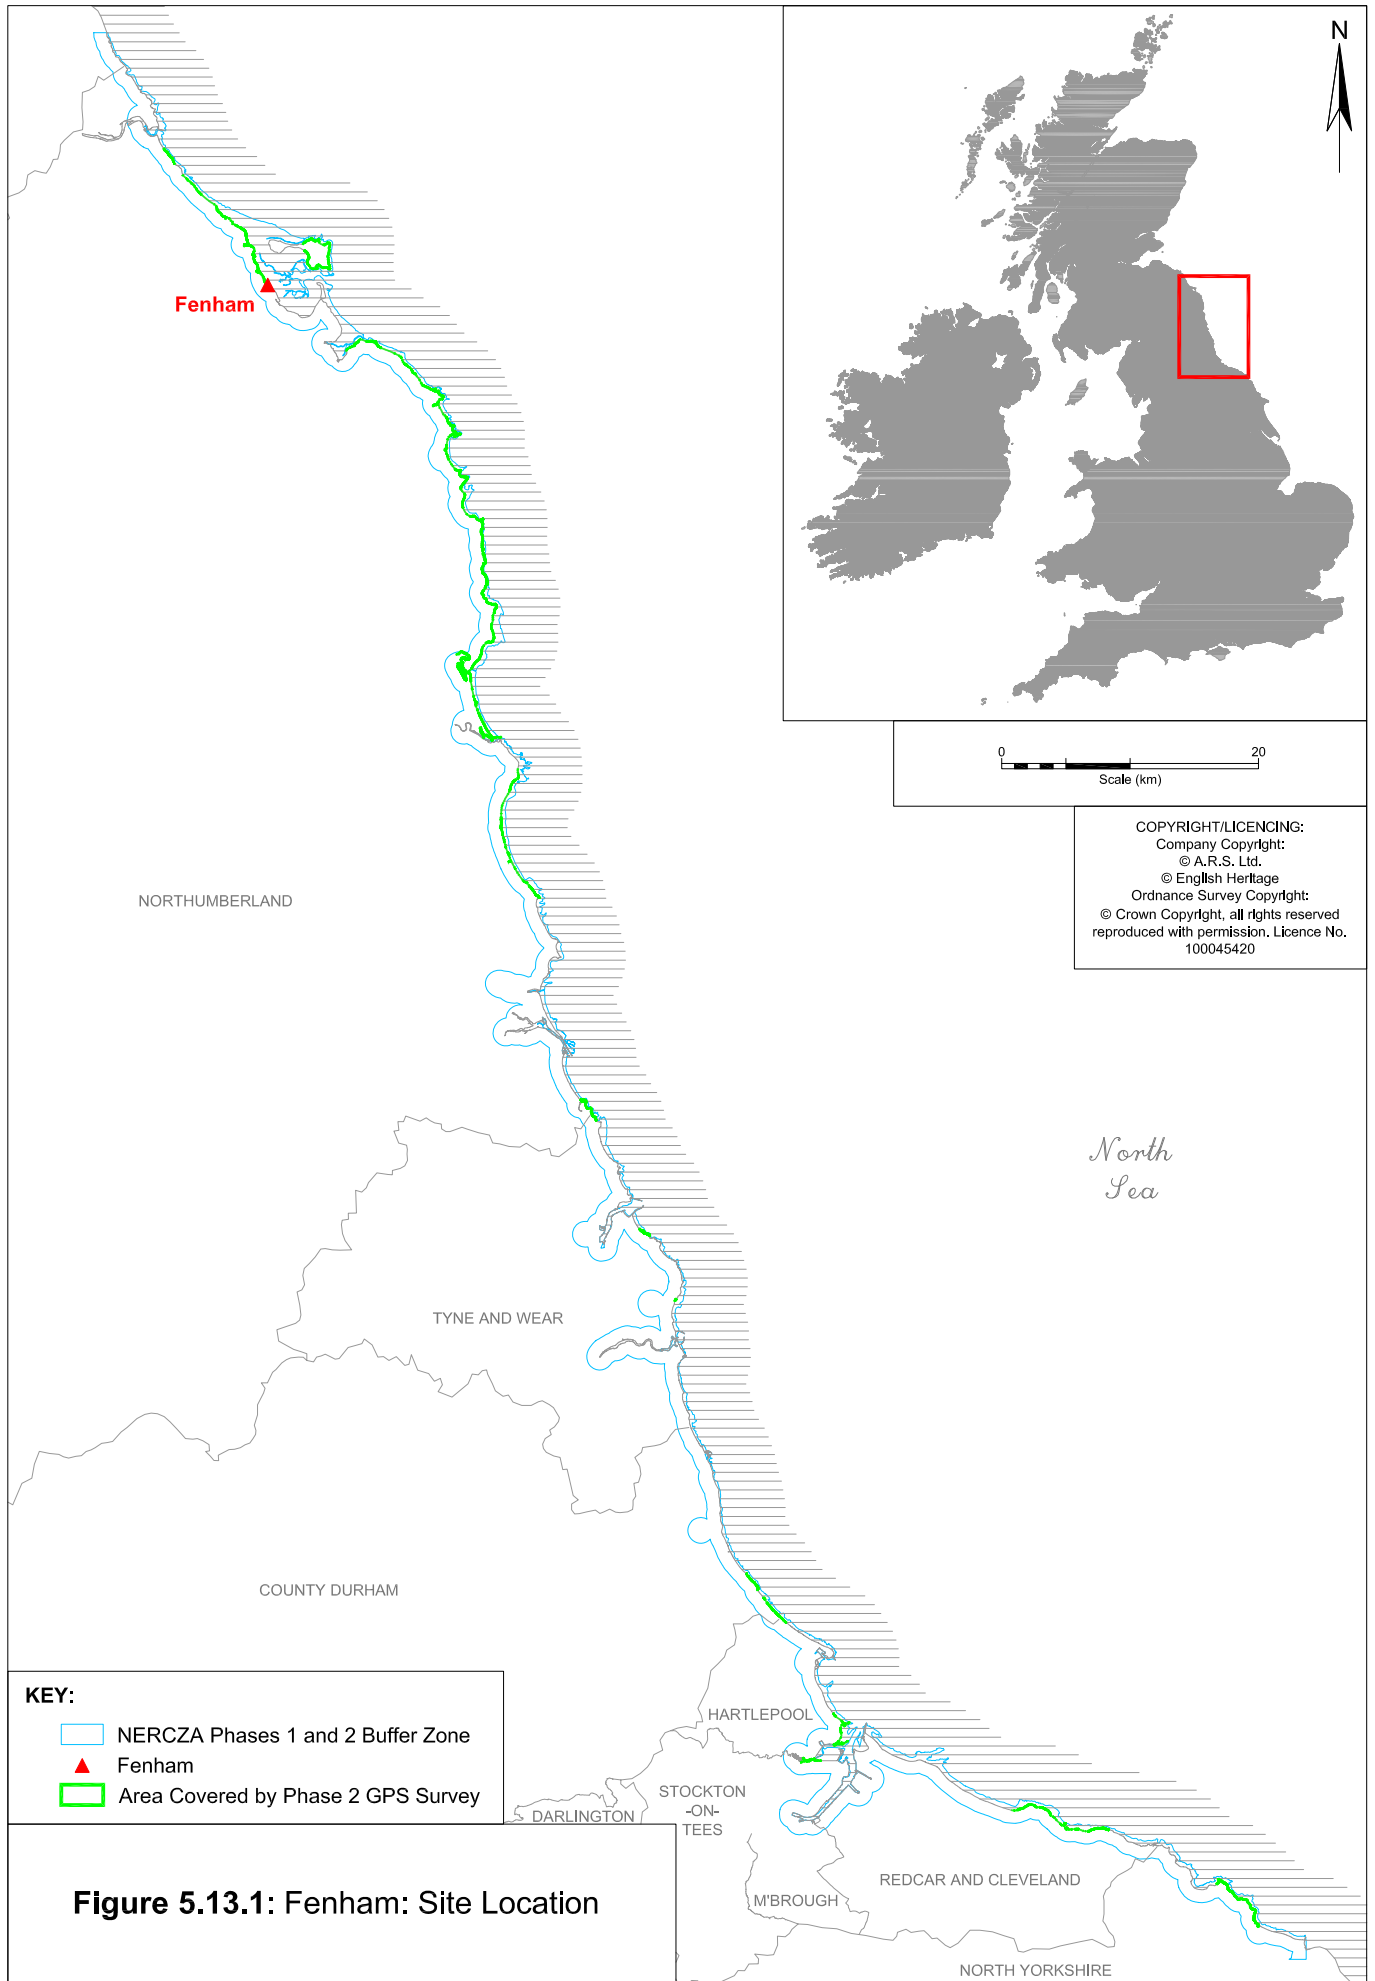 N
Fenham
0 20
Scale (km)
COPYRIGHT/LICENCING:
Company Copyright:
© A.R.S. Ltd.
© English Heritage
Ordnance Survey Copyright:
© Crown Copyright, all rights reserved
reproduced with permission. Licence No.
100045420
NORTHUMBERLAND
North
Sea
TYNE AND WEAR
COUNTY DURHAM
HARTLEPOOL
STOCKTON
-ON-
TEES
DARLINGTON
M'BROUGH
REDCAR AND CLEVELAND
NORTH YORKSHIRE
KEY:
NERCZA Phases 1 and 2 Buffer Zone
Fenham
Area Covered by Phase 2 GPS Survey
Figure 5.13.1: Fenham: Site Location